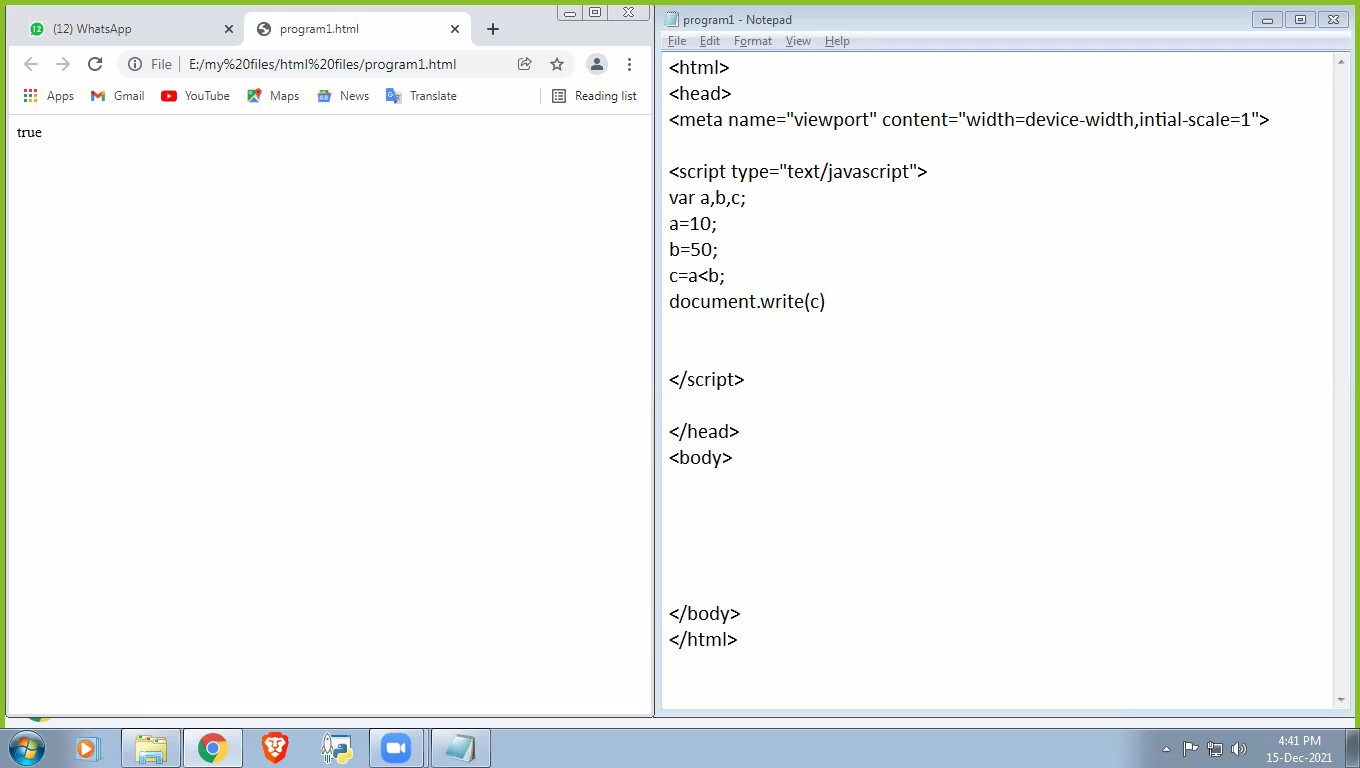 12 (12) WhatsApp program1.html
File E:/my%20files/html%20files/program1.html
Apps Gmail YouTube Maps News Translate Reading list
true
program1 - Notepad
File Edit Format View Help
<html>
<head>
<meta name="viewport" content="width=device-width,intial-scale=1">
<script type="text/javascript">
var a,b,c;
a=10;
b=50;
c=a<b;
document.write(c)
</script>
</head>
<body>
</body>
</html>
4:41 PM
15-Dec-2021